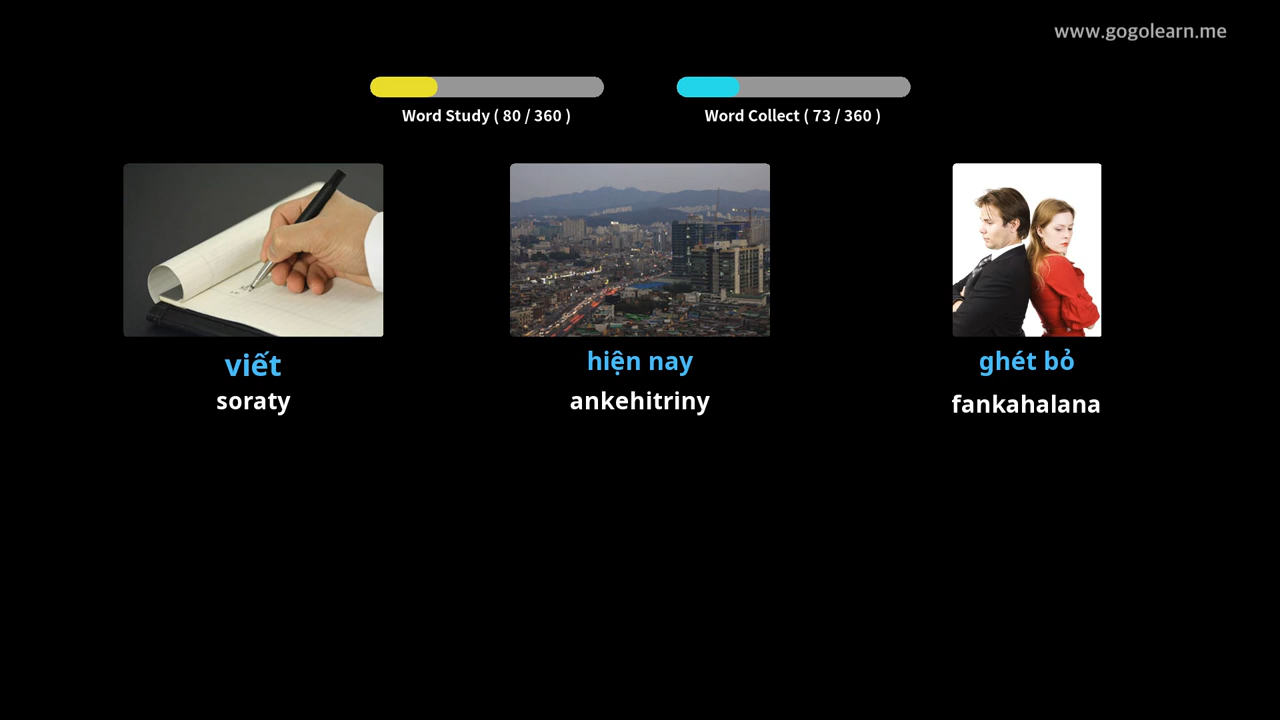 www.gogolearn.me
Word Study ( 80 / 360 )
Word Collect ( 73 / 360 )
viết
soraty
hiện nay
ankehitriny
ghét bỏ
fankahalana